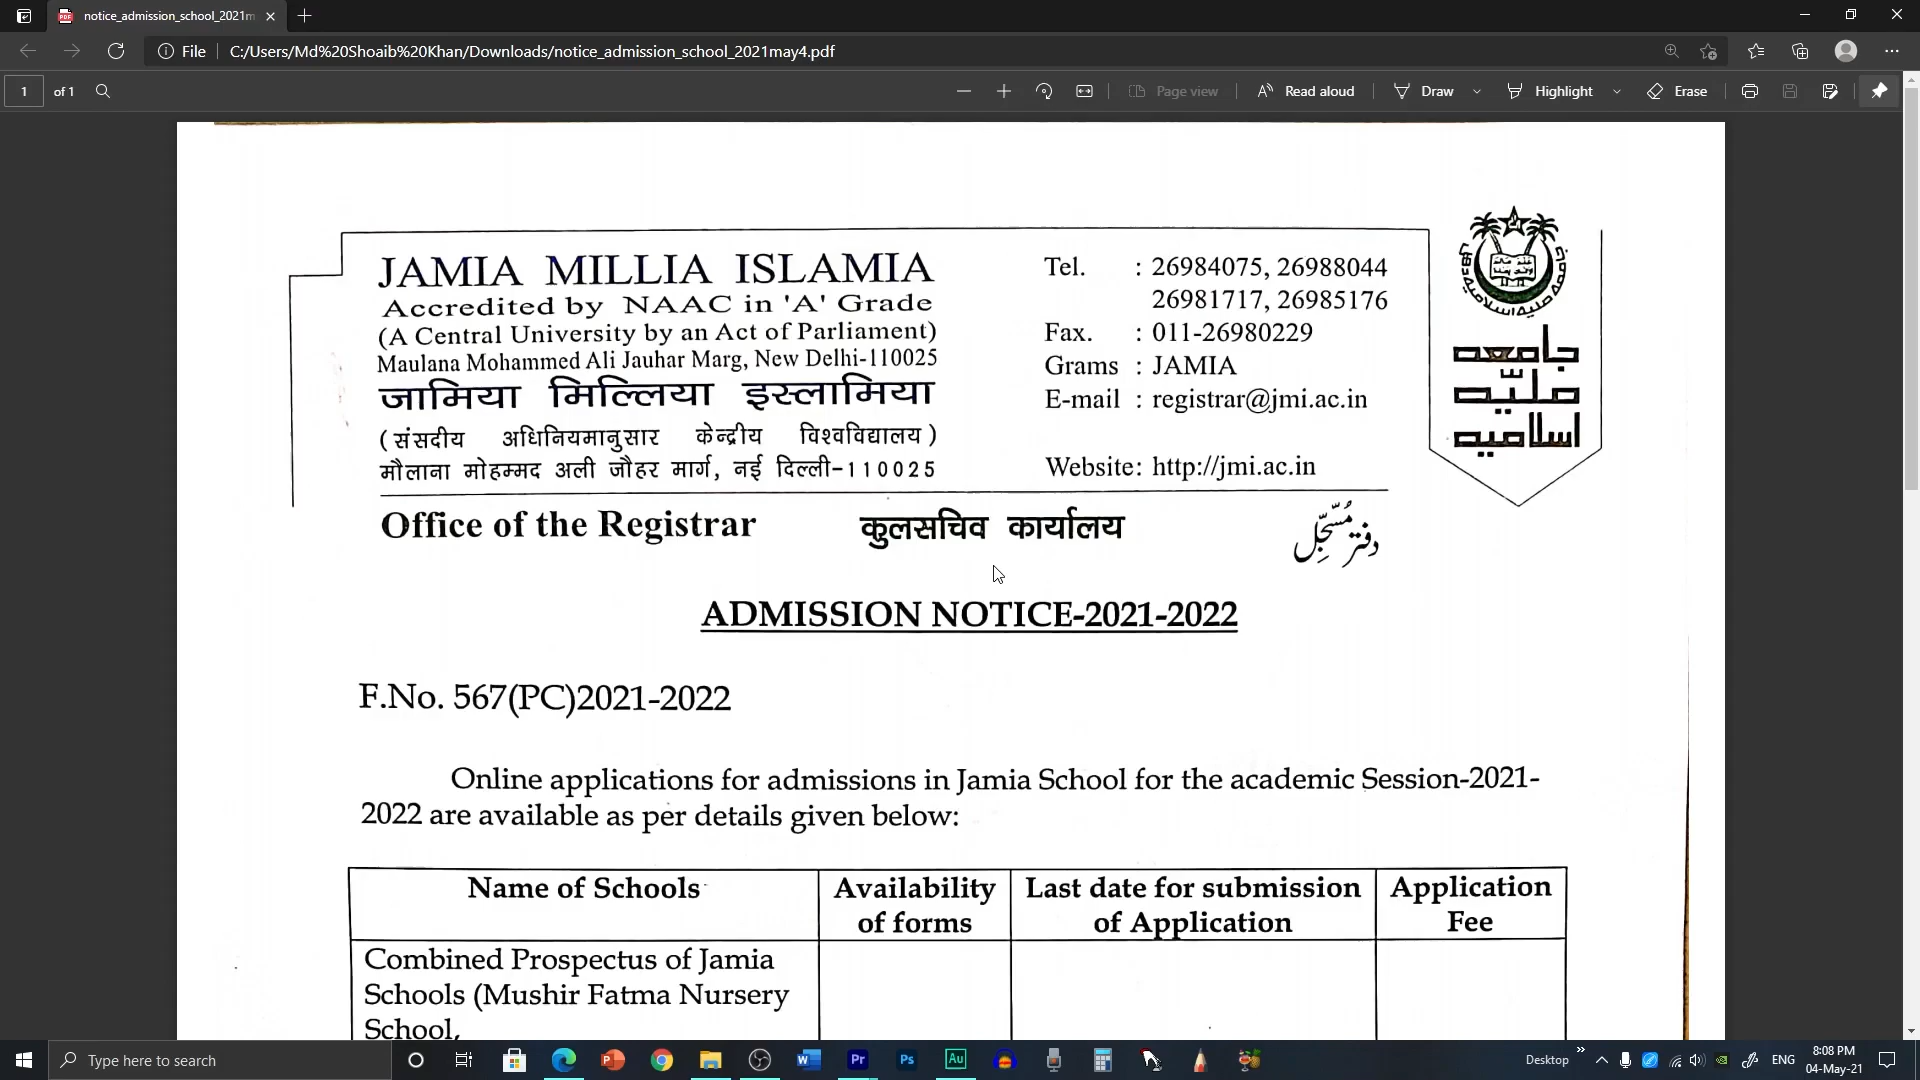 notice_admission_school_2021m
File
C:/Users/Md%20Shoaib%20Khan/Downloads/notice_admission_school_2021may4.pdf
1 of 1
Page view
Read aloud
Draw
Highlight
Erase
JAMIA MILLIA ISLAMIA
Accredited by NAAC in 'A' Grade
(A Central University by an Act of Parliament)
Maulana Mohammed Ali Jauhar Marg, New Delhi-110025
जामिया मिल्लिया इस्लामिया
(संसदीय अधिनियमानुसार केन्द्रीय विश्वविद्यालय)
मौलाना मोहम्मद अली जौहर मार्ग, नई दिल्ली-110025
Tel. : 26984075, 26988044
26981717, 26985176
Fax. : 011-26980229
Grams : JAMIA
E-mail : registrar@jmi.ac.in
Website: http://jmi.ac.in
جامعه
ملیّه
اسلامیه
Office of the Registrar कुलसचिव कार्यालय دفتر مُسَجِّل
ADMISSION NOTICE-2021-2022
F.No. 567(PC)2021-2022
Online applications for admissions in Jamia School for the academic Session-2021-
2022 are available as per details given below:
Name of Schools
Availability
of forms
Last date for submission
of Application
Application
Fee
Combined Prospectus of Jamia
Schools (Mushir Fatma Nursery
School,
Type here to search
Desktop
ENG
8:08 PM
04-May-21